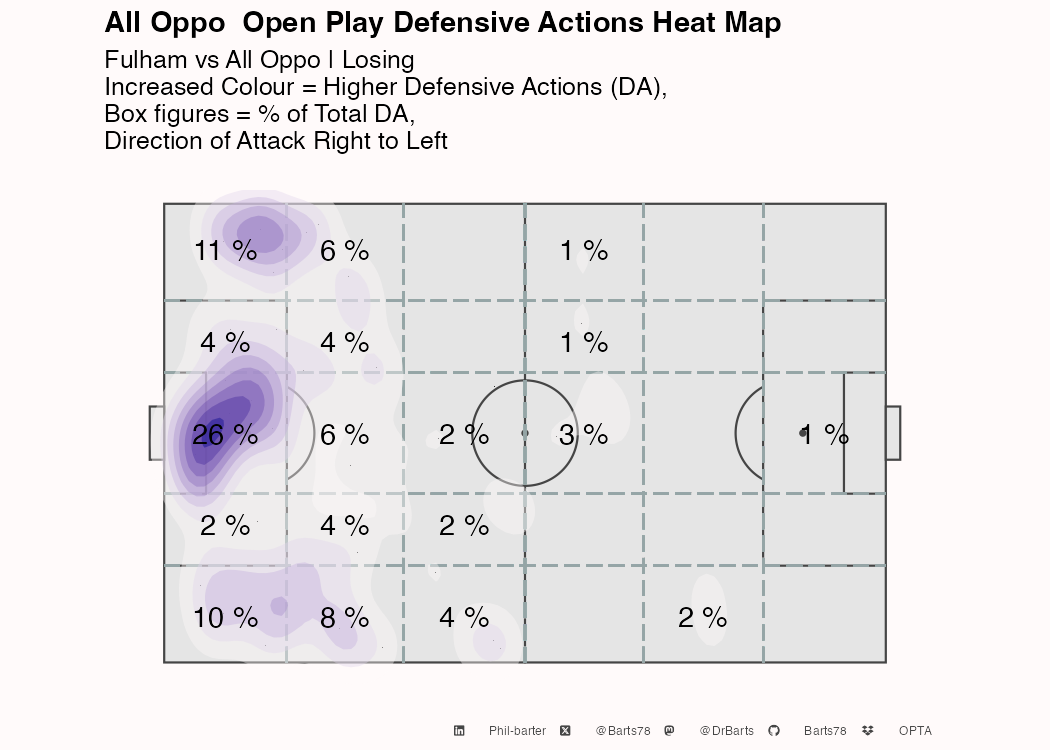 All Oppo  Open Play Defensive Actions Heat Map
Fulham vs All Oppo | Losing
Increased Colour = Higher Defensive Actions (DA),
Box figures = % of Total DA,
Direction of Attack Right to Left
11 % 6 % 1 %
4 % 4 % 1 %
26 % 6 % 2 % 3 % 1 %
2 % 4 % 2 %
10 % 8 % 4 % 2 %
Phil-barter @Barts78 @DrBarts Barts78 OPTA